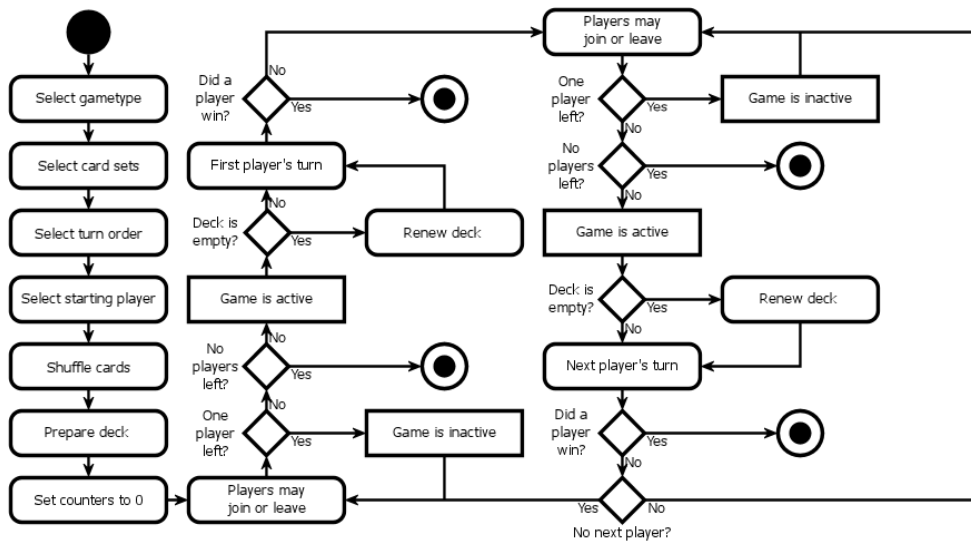 Select gametype
Select card sets
Select turn order
Select starting player
Shuffle cards
Prepare deck
Set counters to 0
Players may
join or leave
One
player
left?
Yes
No
Game is inactive
No
players
left?
Yes
No
Game is active
Deck is
empty?
Yes
No
Renew deck
First player's turn
Did a
player
win?
Yes
No
Players may
join or leave
One
player
left?
Yes
No
Game is inactive
No
players
left?
Yes
No
Game is active
Deck is
empty?
Yes
No
Renew deck
Next player's turn
Did a
player
win?
Yes
No
Yes
No
No next player?